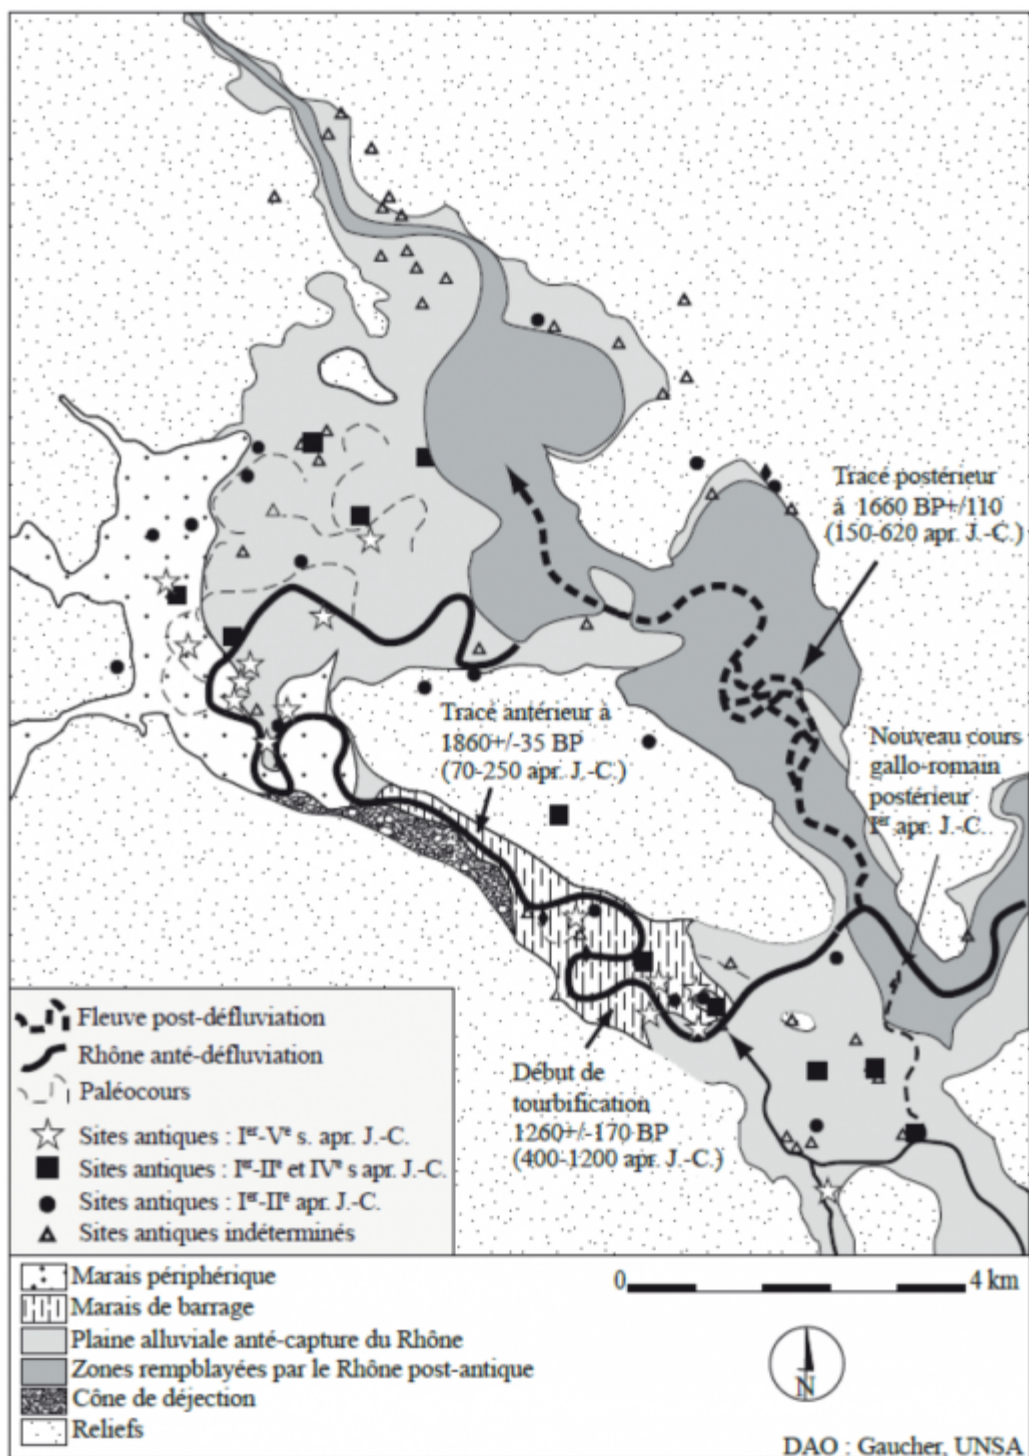 Tracé postérieur
à 1660 BP+/110
(150-620 apr. J.-C.)
Tracé antérieur à
1860+/-35 BP
(70-250 apr. J.-C.)
Nouveau cours
gallo-romain
postérieur
Iᵉʳ apr. J.-C.
Début de
tourbification
1260+/-170 BP
(400-1200 apr. J.-C.)
Fleuve post-défluviation
Rhône anté-défluviation
Paléocours
Sites antiques : Iᵉʳ-Vᵉ s. apr. J.-C.
Sites antiques : Iᵉʳ-IIᵉ et IVᵉ s apr. J.-C.
Sites antiques : Iᵉʳ-IIᵉ apr. J.-C.
Sites antiques indéterminés
Marais périphérique
Marais de barrage
Plaine alluviale anté-capture du Rhône
Zones rempblayées par le Rhône post-antique
Cône de déjection
Reliefs
0 4 km
N
DAO : Gaucher, UNSA